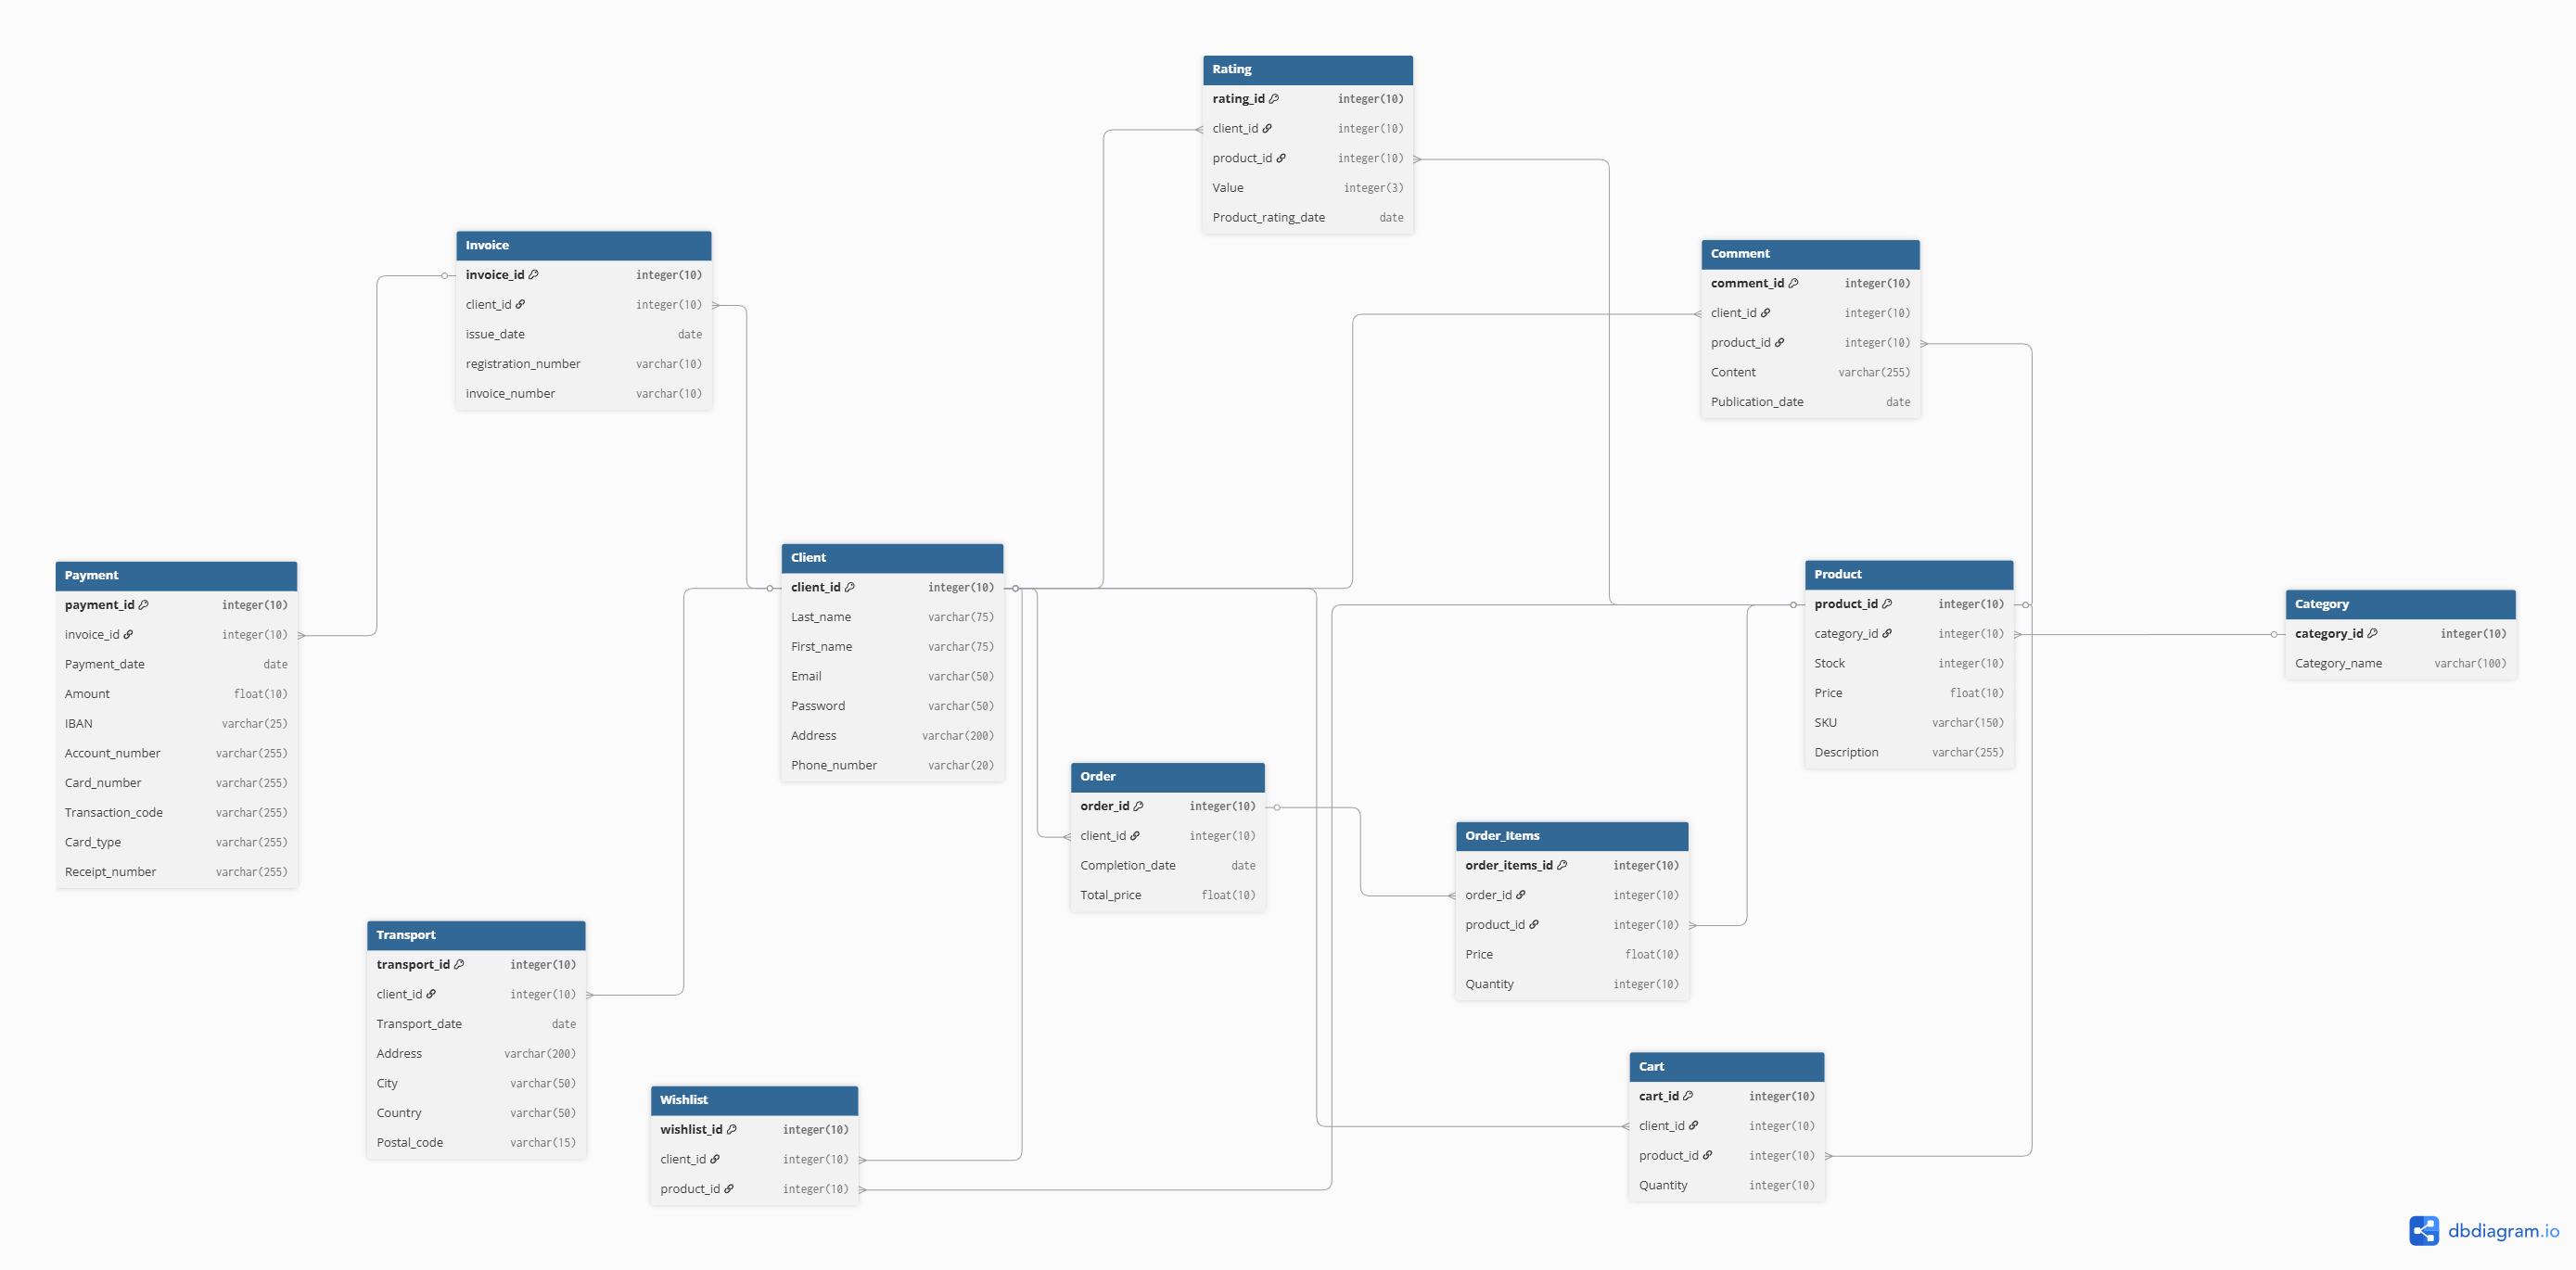 Rating
rating_id integer(10)
client_id integer(10)
product_id integer(10)
Value integer(3)
Product_rating_date date
Invoice
invoice_id integer(10)
client_id integer(10)
issue_date date
registration_number varchar(10)
invoice_number varchar(10)
Comment
comment_id integer(10)
client_id integer(10)
product_id integer(10)
Content varchar(255)
Publication_date date
Client
client_id integer(10)
Last_name varchar(75)
First_name varchar(75)
Email varchar(50)
Password varchar(50)
Address varchar(200)
Phone_number varchar(20)
Payment
payment_id integer(10)
invoice_id integer(10)
Payment_date date
Amount float(10)
IBAN varchar(25)
Account_number varchar(255)
Card_number varchar(255)
Transaction_code varchar(255)
Card_type varchar(255)
Receipt_number varchar(255)
Product
product_id integer(10)
category_id integer(10)
Stock integer(10)
Price float(10)
SKU varchar(150)
Description varchar(255)
Category
category_id integer(10)
Category_name varchar(100)
Order
order_id integer(10)
client_id integer(10)
Completion_date date
Total_price float(10)
Order_Items
order_items_id integer(10)
order_id integer(10)
product_id integer(10)
Price float(10)
Quantity integer(10)
Transport
transport_id integer(10)
client_id integer(10)
Transport_date date
Address varchar(200)
City varchar(50)
Country varchar(50)
Postal_code varchar(15)
Wishlist
wishlist_id integer(10)
client_id integer(10)
product_id integer(10)
Cart
cart_id integer(10)
client_id integer(10)
product_id integer(10)
Quantity integer(10)
dbdiagram.io